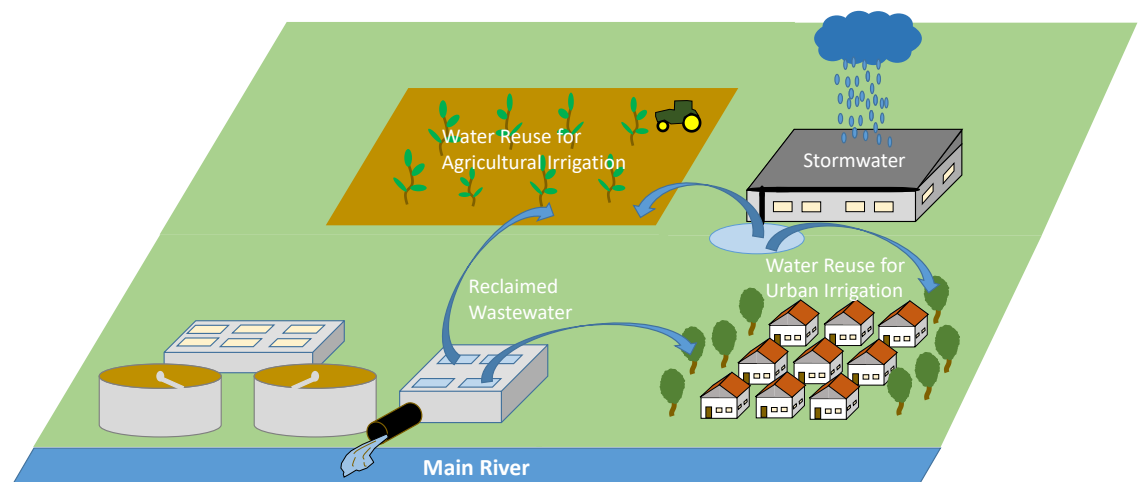 Water Reuse for
Agricultural Irrigation
Stormwater
Water Reuse for
Urban Irrigation
Reclaimed
Wastewater
Main River